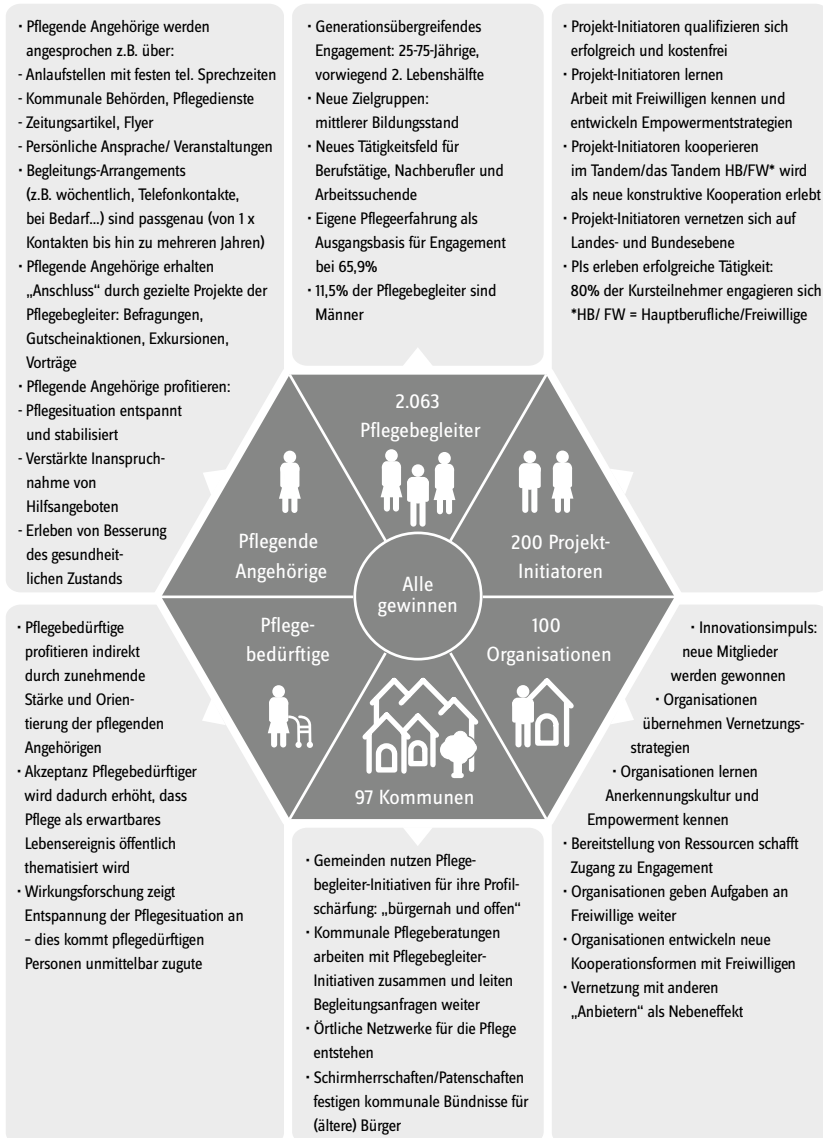 · Pflegende Angehörige werden
angesprochen z.B. über:
- Anlaufstellen mit festen tel. Sprechzeiten
- Kommunale Behörden, Pflegedienste
- Zeitungsartikel, Flyer
- Persönliche Ansprache/ Veranstaltungen
· Begleitungs-Arrangements
(z.B. wöchentlich, Telefonkontakte,
bei Bedarf...) sind passgenau (von 1 x
Kontakten bis hin zu mehreren Jahren)
· Pflegende Angehörige erhalten
„Anschluss“ durch gezielte Projekte der
Pflegebegleiter: Befragungen,
Gutscheinaktionen, Exkursionen,
Vorträge
· Pflegende Angehörige profitieren:
- Pflegesituation entspannt
und stabilisiert
- Verstärkte Inanspruch-
nahme von
Hilfsangeboten
- Erleben von Besserung
des gesundheit-
lichen Zustands
· Generationsübergreifendes
Engagement: 25-75-Jährige,
vorwiegend 2. Lebenshälfte
· Neue Zielgruppen:
mittlerer Bildungsstand
· Neues Tätigkeitsfeld für
Berufstätige, Nachberufler und
Arbeitssuchende
· Eigene Pflegeerfahrung als
Ausgangsbasis für Engagement
bei 65,9%
· 11,5% der Pflegebegleiter sind
Männer
· Projekt-Initiatoren qualifizieren sich
erfolgreich und kostenfrei
· Projekt-Initiatoren lernen
Arbeit mit Freiwilligen kennen und
entwickeln Empowermentstrategien
· Projekt-Initiatoren kooperieren
im Tandem/das Tandem HB/FW* wird
als neue konstruktive Kooperation erlebt
· Projekt-Initiatoren vernetzen sich auf
Landes- und Bundesebene
· PIs erleben erfolgreiche Tätigkeit:
80% der Kursteilnehmer engagieren sich
*HB/ FW = Hauptberufliche/Freiwillige
2.063
Pflegebegleiter
Pflegende
Angehörige
200 Projekt-
Initiatoren
Alle
gewinnen
Pflege-
bedürftige
100
Organisationen
97 Kommunen
· Pflegebedürftige
profitieren indirekt
durch zunehmende
Stärke und Orien-
tierung der pflegenden
Angehörigen
· Akzeptanz Pflegebedürftiger
wird dadurch erhöht, dass
Pflege als erwartbares
Lebensereignis öffentlich
thematisiert wird
· Wirkungsforschung zeigt
Entspannung der Pflegesituation an
– dies kommt pflegedürftigen
Personen unmittelbar zugute
· Gemeinden nutzen Pflege-
begleiter-Initiativen für ihre Profil-
schärfung: „bürgernah und offen“
· Kommunale Pflegeberatungen
arbeiten mit Pflegebegleiter-
Initiativen zusammen und leiten
Begleitungsanfragen weiter
· Örtliche Netzwerke für die Pflege
entstehen
· Schirmherrschaften/Patenschaften
festigen kommunale Bündnisse für
(ältere) Bürger
· Innovationsimpuls:
neue Mitglieder
werden gewonnen
· Organisationen
übernehmen Vernetzungs-
strategien
· Organisationen lernen
Anerkennungskultur und
Empowerment kennen
· Bereitstellung von Ressourcen schafft
Zugang zu Engagement
· Organisationen geben Aufgaben an
Freiwillige weiter
· Organisationen entwickeln neue
Kooperationsformen mit Freiwilligen
· Vernetzung mit anderen
„Anbietern“ als Nebeneffekt